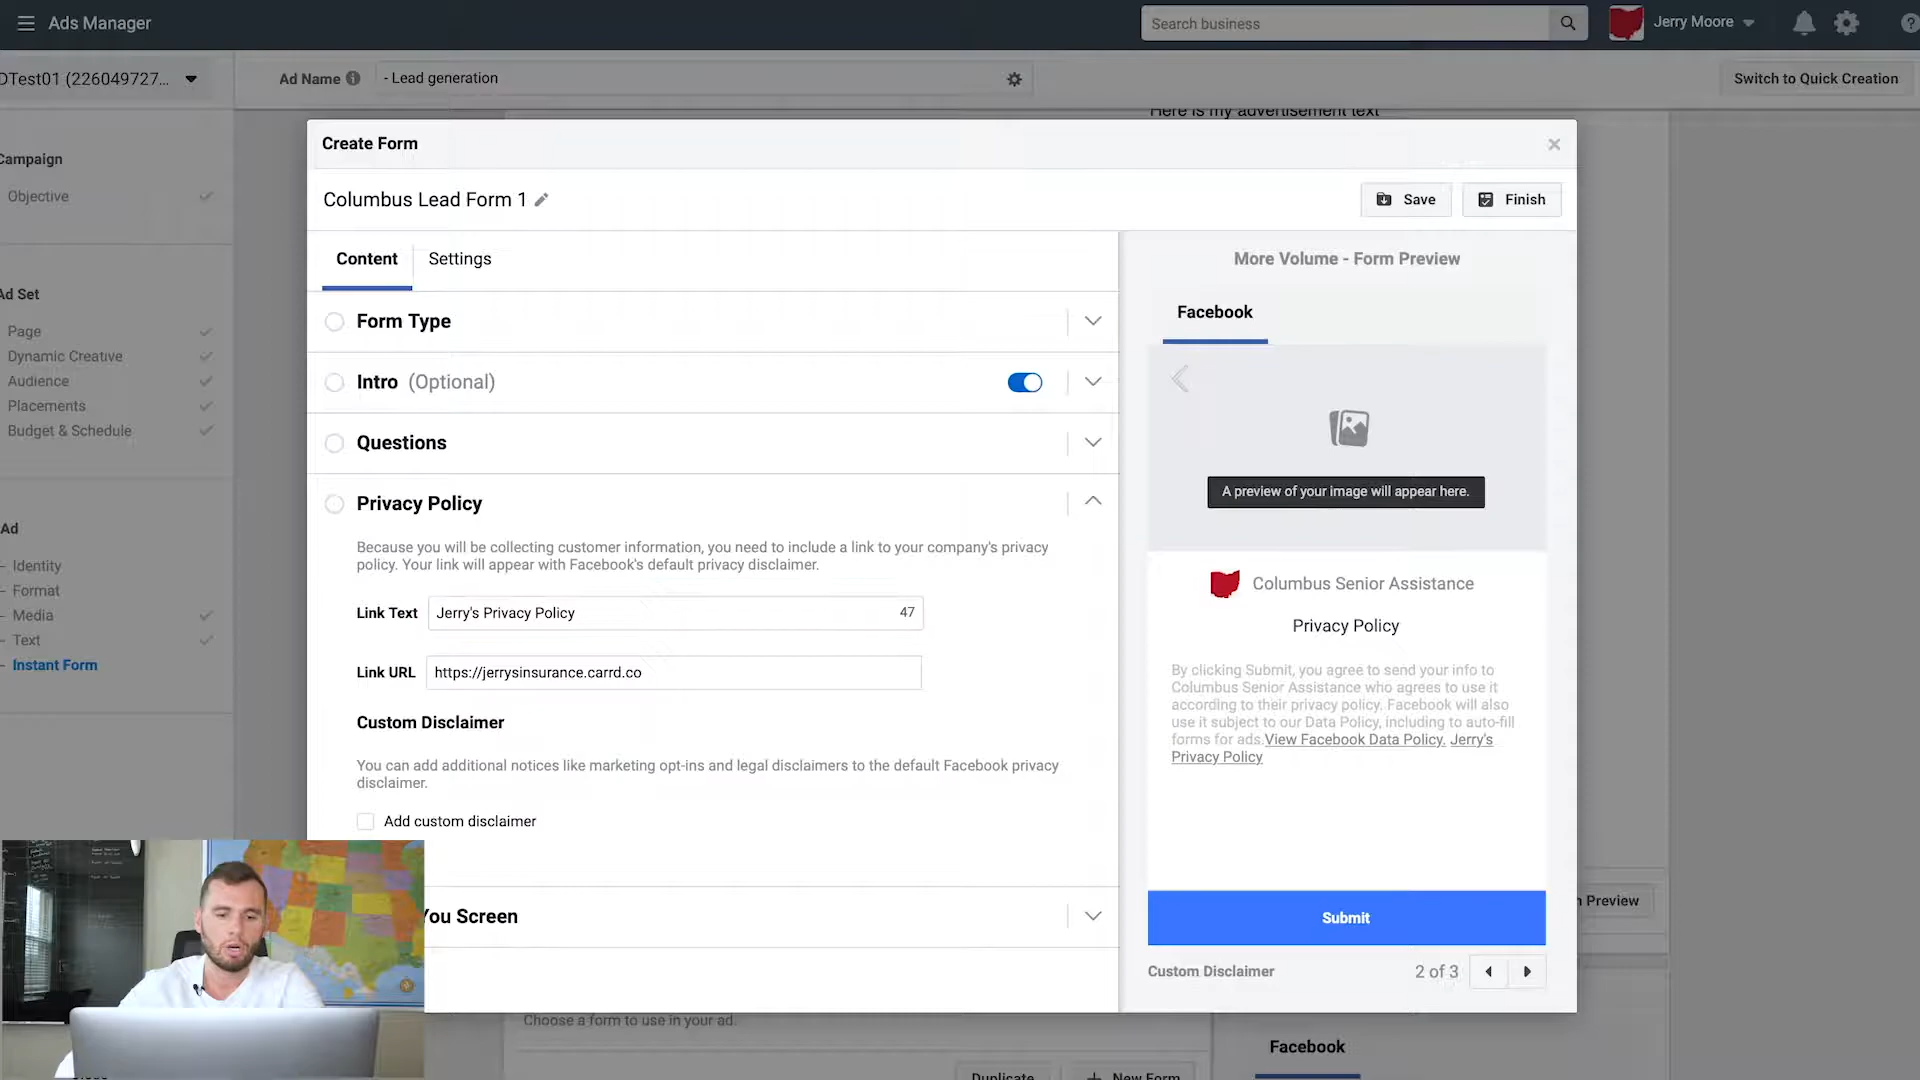 Ads Manager
Search business
Jerry Moore
DTest01 (226049727...
Ad Name
- Lead generation
Switch to Quick Creation
Here is my advertisement text
Create Form
Campaign
Columbus Lead Form 1
Save
Finish
Objective
Content
Settings
More Volume - Form Preview
Ad Set
Form Type
Facebook
Page
Dynamic Creative
Audience
Intro (Optional)
Placements
Budget & Schedule
Questions
A preview of your image will appear here.
Privacy Policy
Ad
Because you will be collecting customer information, you need to include a link to your company's privacy
policy. Your link will appear with Facebook's default privacy disclaimer.
- Identity
- Format
- Media
- Text
- Instant Form
Columbus Senior Assistance
Link Text
Jerry's Privacy Policy
47
Privacy Policy
Link URL
https://jerrysinsurance.carrd.co
By clicking Submit, you agree to send your info to
Columbus Senior Assistance who agrees to use it
according to their privacy policy. Facebook will also
use it subject to our Data Policy, including to auto-fill
forms for ads.View Facebook Data Policy. Jerry's
Privacy Policy
Custom Disclaimer
You can add additional notices like marketing opt-ins and legal disclaimers to the default Facebook privacy
disclaimer.
Add custom disclaimer
You Screen
Submit
n Preview
Custom Disclaimer
2 of 3
Choose a form to use in your ad.
Facebook
Duplicate
+ New Form